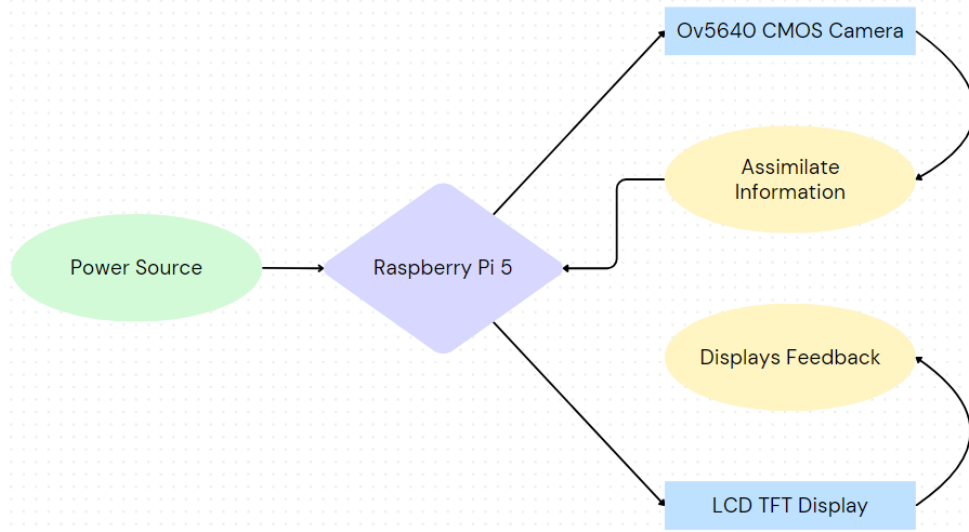 Ov5640 CMOS Camera
Assimilate
Information
Power Source
Raspberry Pi 5
Displays Feedback
LCD TFT Display